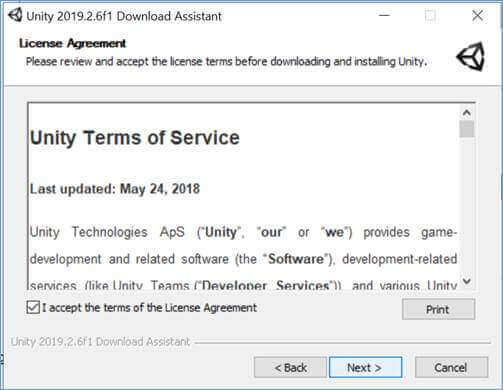 Unity 2019.2.6f1 Download Assistant
License Agreement
Please review and accept the license terms before downloading and installing Unity.
Unity Terms of Service
Last updated: May 24, 2018
Unity Technologies ApS (“Unity”, “our” or “we”) provides game-
development and related software (the “Software”), development-related
services (like Unity Teams (“Developer Services”)), and various Unity
I accept the terms of the License Agreement
Print
Unity 2019.2.6f1 Download Assistant
< Back
Next >
Cancel